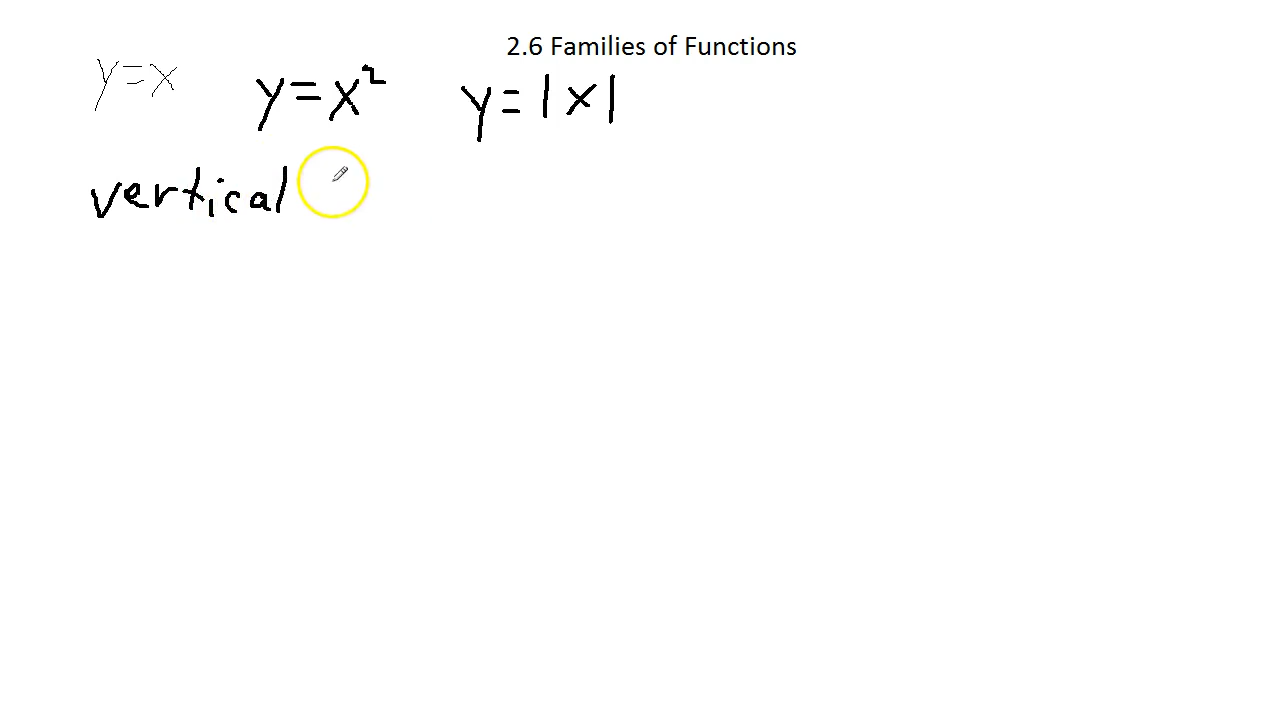 2.6 Families of Functions
y=x y=x² y=|x|
vertical